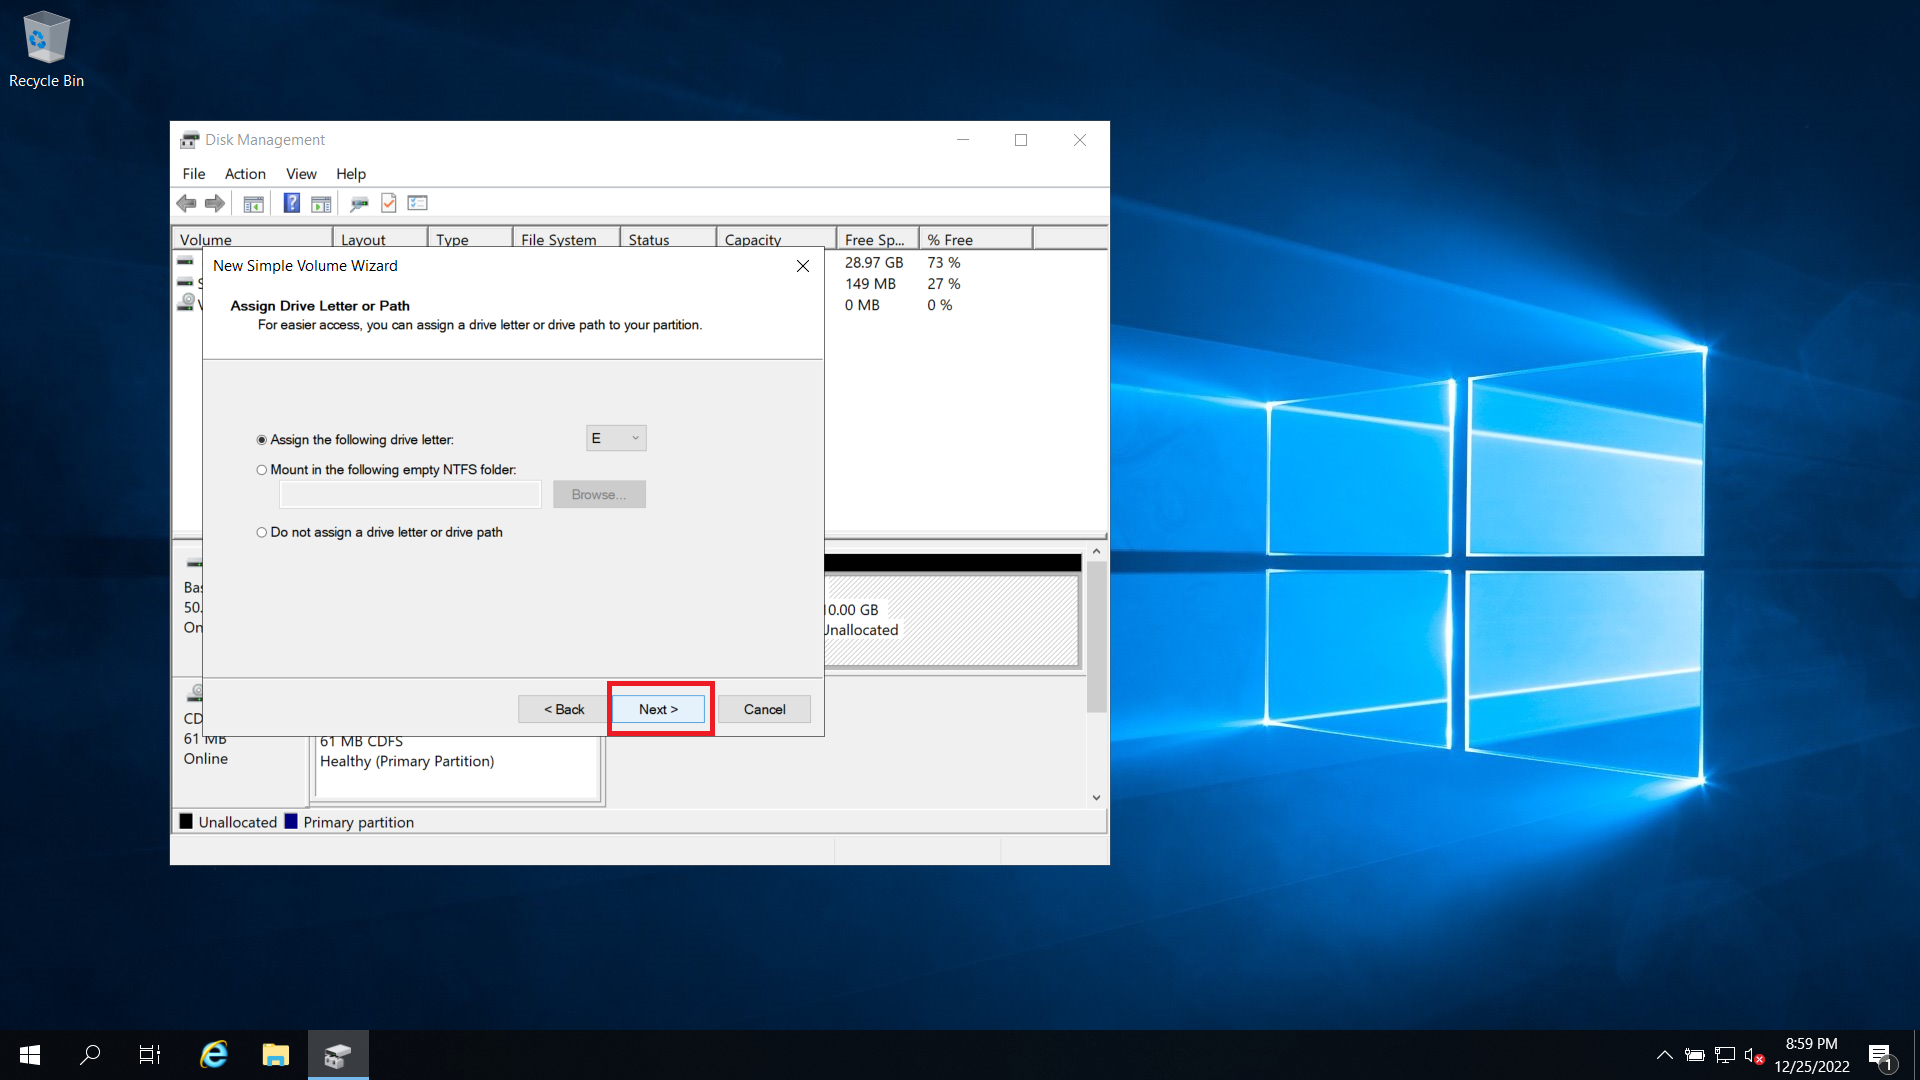 Recycle Bin
Disk Management
File Action View Help
Volume Layout Type File System Status Capacity Free Sp... % Free
28.97 GB 73 %
149 MB 27 %
0 MB 0 %
New Simple Volume Wizard
Assign Drive Letter or Path
For easier access, you can assign a drive letter or drive path to your partition.
Assign the following drive letter: E
Mount in the following empty NTFS folder:
Browse...
Do not assign a drive letter or drive path
< Back Next > Cancel
Bas
50.
On
10.00 GB
Unallocated
CD
61 MB
Online
61 MB CDFS
Healthy (Primary Partition)
Unallocated Primary partition
8:59 PM
12/25/2022
1